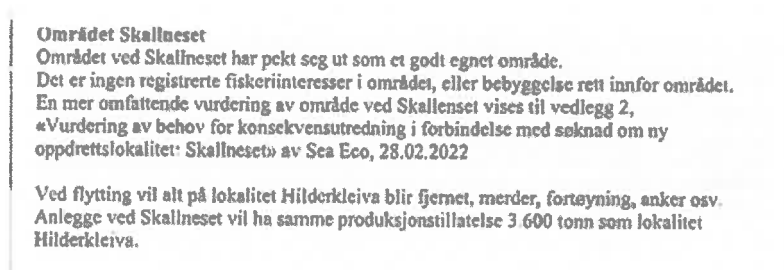 Området Skallneset
Området ved Skallneset har pekt seg ut som et godt egnet område.
Det er ingen registrerte fiskeriinteresser i området, eller bebyggelse rett innfor området.
En mer omfattende vurdering av område ved Skallenset vises til vedlegg 2,
«Vurdering av behov for konsekvensutredning i forbindelse med søknad om ny
oppdrettslokalitet: Skallneset» av Sea Eco, 28.02.2022
Ved flytting vil alt på lokalitet Hilderkleiva blir fjernet, merder, fortøyning, anker osv.
Anlegge ved Skallneset vil ha samme produksjonstillatelse 3.600 tonn som lokalitet
Hilderkleiva.